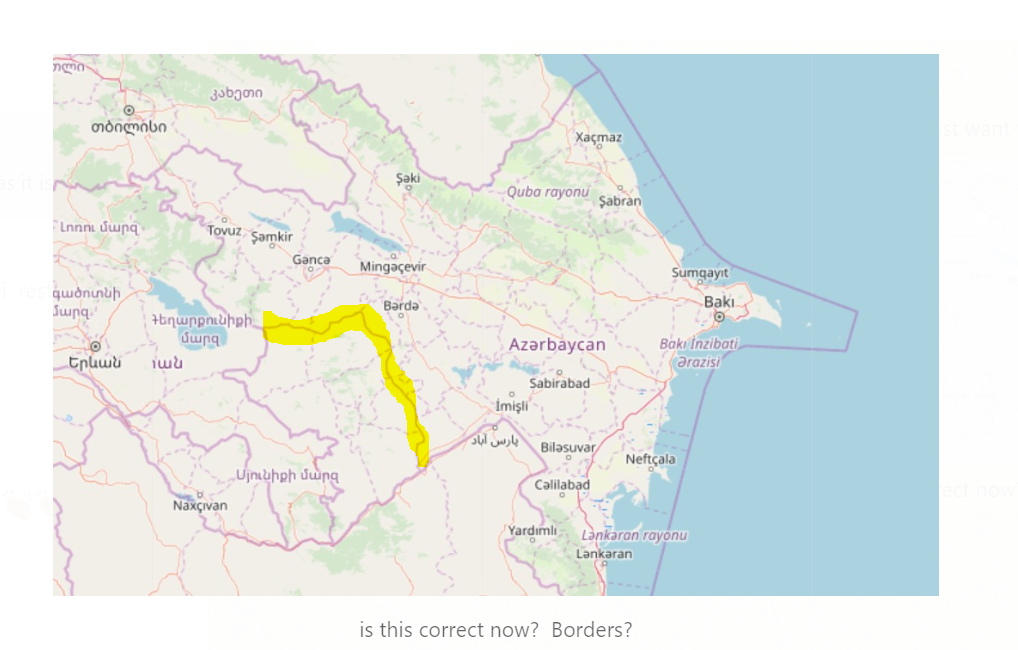 კახეთი
თბილისი
Xaçmaz
Şəki
Quba rayonu
Şabran
Լոռու մարզ
Tovuz
Şəmkir
Gəncə
Mingəçevir
Sumqayıt
Bakı
մարզ
Գեղարքունիքի
մարզ
Bərdə
Azərbaycan
Bakı İnzibati
Ərazisi
Երևան
Sabirabad
İmişli
پارس آباد
Biləsuvar
Neftçala
Սյունիքի մարզ
Naxçıvan
Cəlilabad
Yardımlı
Lənkəran rayonu
Lənkəran
is this correct now? Borders?